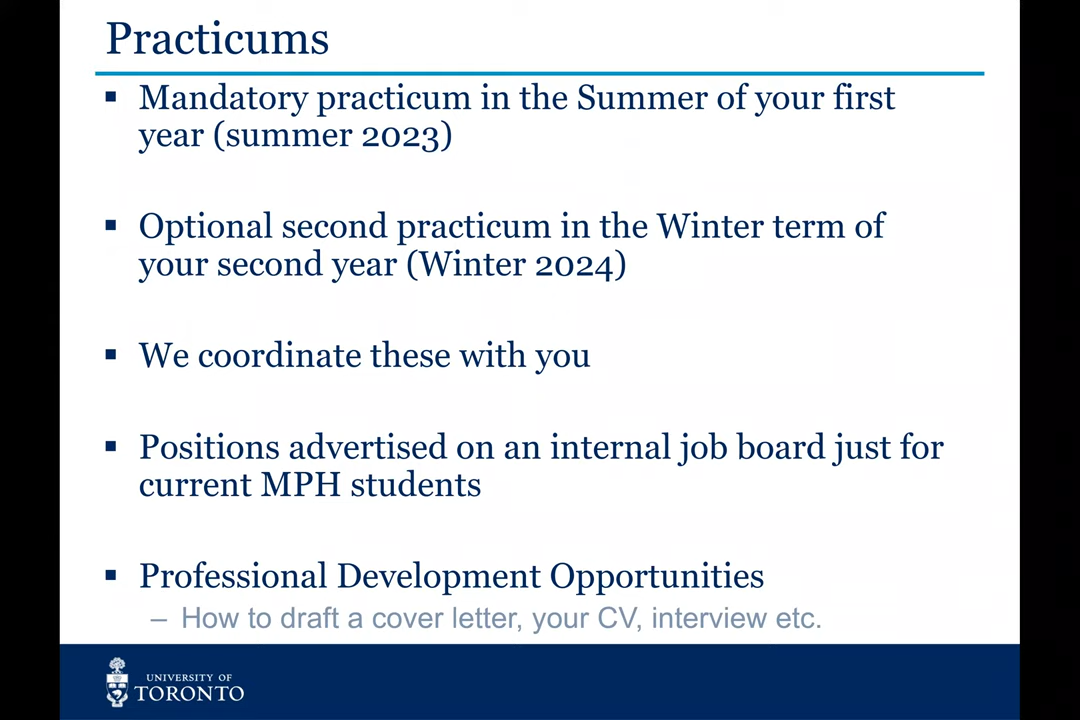 Practicums
▪ Mandatory practicum in the Summer of your first
year (summer 2023)
▪ Optional second practicum in the Winter term of
your second year (Winter 2024)
▪ We coordinate these with you
▪ Positions advertised on an internal job board just for
current MPH students
▪ Professional Development Opportunities
– How to draft a cover letter, your CV, interview etc.
UNIVERSITY OF
TORONTO